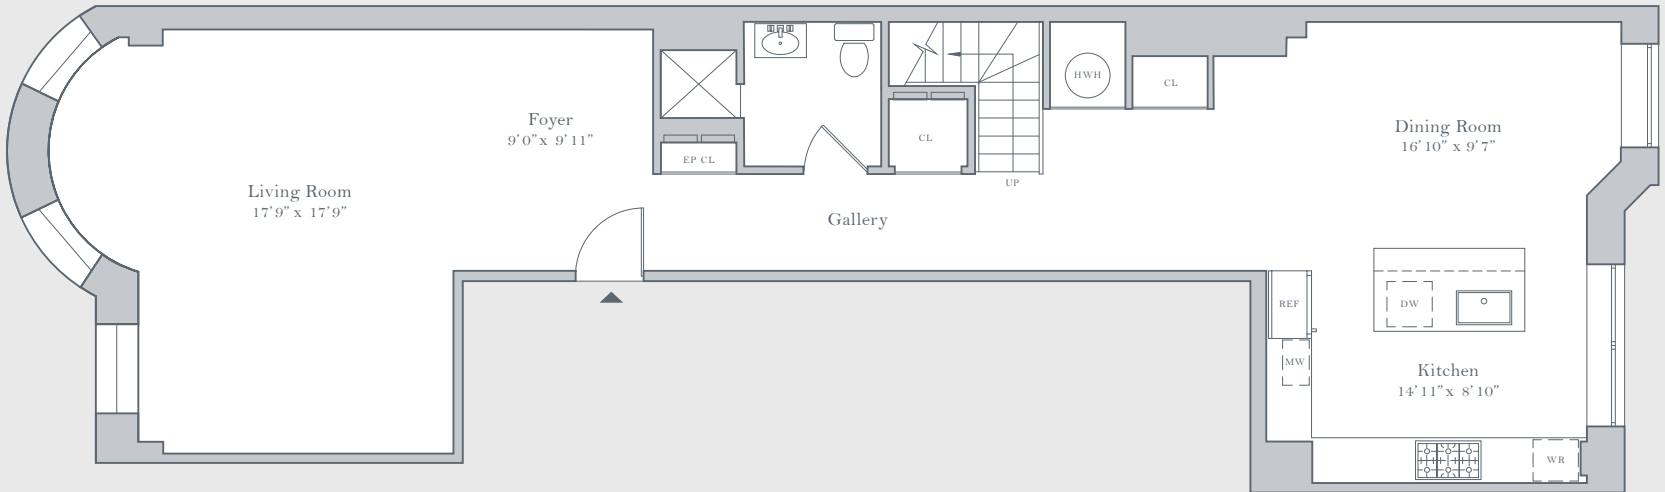 Living Room
17’9” x 17’9”
Foyer
9’0” x 9’11”
EP CL
CL
UP
Gallery
HWH
CL
Dining Room
16’10” x 9’7”
REF
MW
DW
Kitchen
14’11” x 8’10”
WR